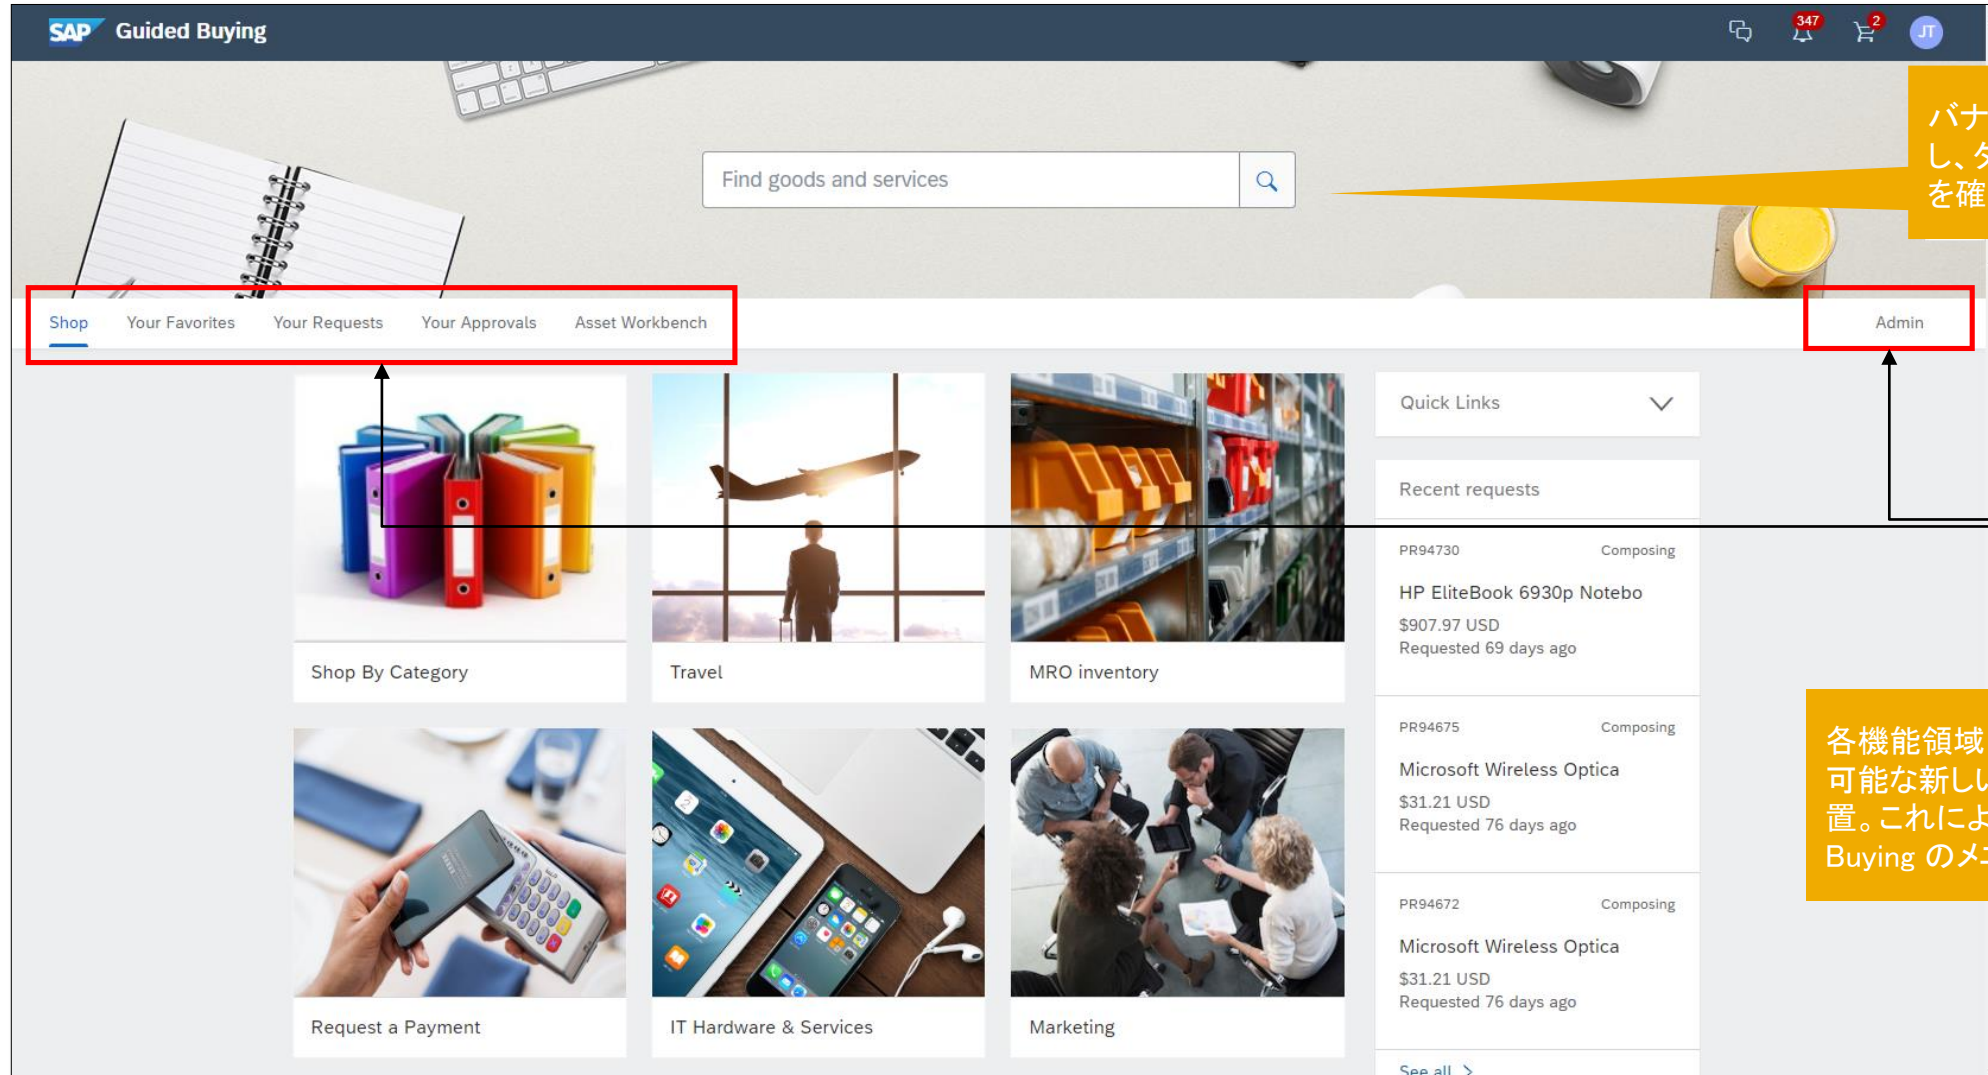 SAP Guided Buying
347
2
JT
Find goods and services
バナ
し、タ
を確
Shop Your Favorites Your Requests Your Approvals Asset Workbench Admin
Quick Links
Recent requests
PR94730 Composing
HP EliteBook 6930p Notebo
$907.97 USD
Requested 69 days ago
Shop By Category
Travel
MRO inventory
PR94675 Composing
Microsoft Wireless Optica
$31.21 USD
Requested 76 days ago
各機能領域
可能な新しい
置。これによ
Buying のメニ
PR94672 Composing
Microsoft Wireless Optica
$31.21 USD
Requested 76 days ago
Request a Payment
IT Hardware & Services
Marketing
See all >